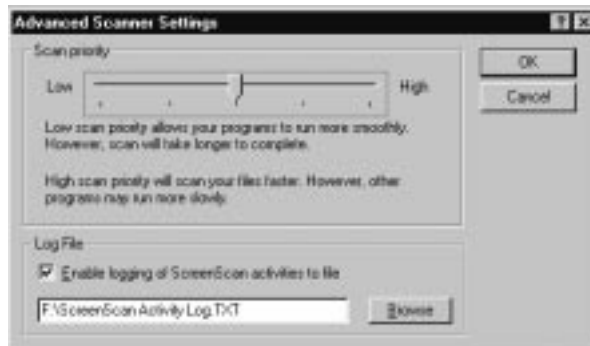 Advanced Scanner Settings
Scan priority
Low
High
Low scan priority allows your programs to run more smoothly.
However, scan will take longer to complete.
High scan priority will scan your files faster. However, other
programs may run more slowly.
OK
Cancel
Log File
Enable logging of ScreenScan activities to file
F:\ScreenScan Activity Log.TXT
Browse